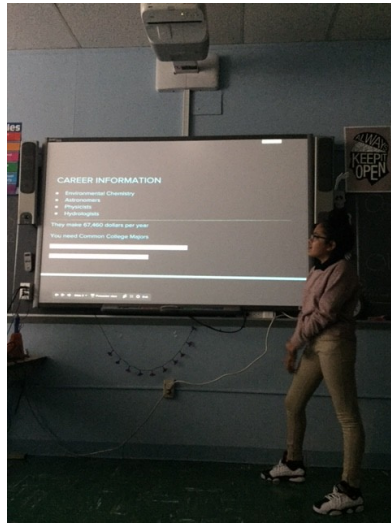 CAREER INFORMATION
Environmental Chemistry
Astronomers
Physicists
Hydrologists
They make 67,460 dollars per year
You need Common College Majors
ALWAYS
KEEP IT
OPEN